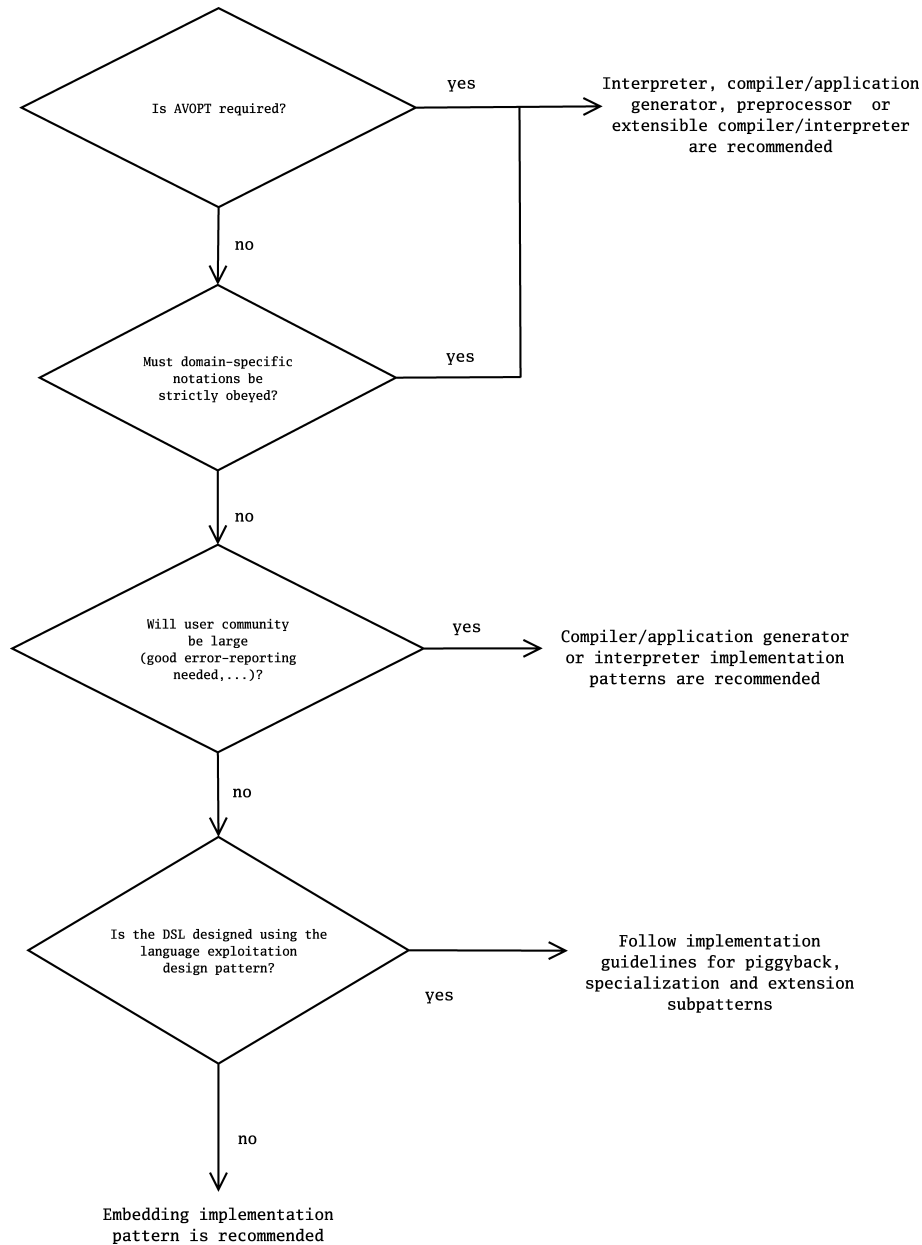 Is AVOPT required?
yes
Interpreter, compiler/application
generator, preprocessor or
extensible compiler/interpreter
are recommended
no
Must domain-specific
notations be
strictly obeyed?
yes
no
Will user community
be large
(good error-reporting
needed,...)?
yes
Compiler/application generator
or interpreter implementation
patterns are recommended
no
Is the DSL designed using the
language exploitation
design pattern?
yes
Follow implementation
guidelines for piggyback,
specialization and extension
subpatterns
no
Embedding implementation
pattern is recommended